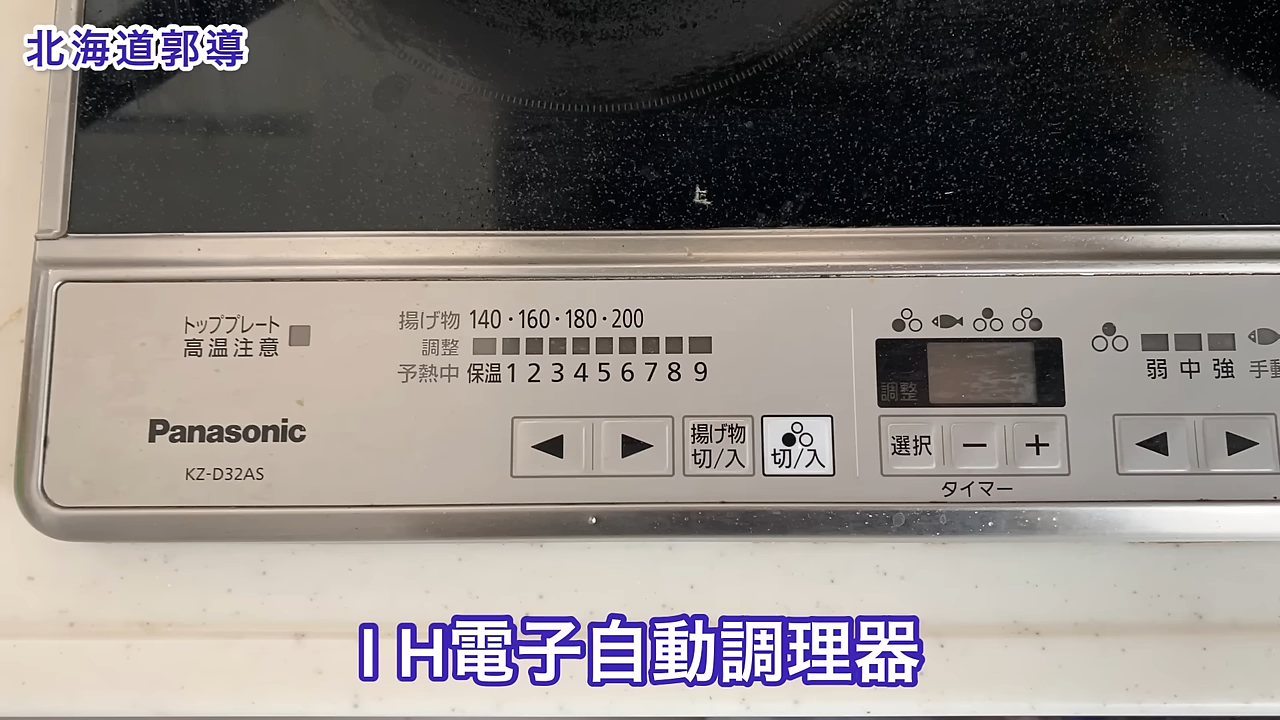 北海道郭導
トッププレート
高温注意
揚げ物 140・160・180・200
調整
予熱中 保温 1 2 3 4 5 6 7 8 9
Panasonic
KZ-D32AS
揚げ物
切/入
切/入
調整
選択 − +
タイマー
弱 中 強 手動
IH電子自動調理器